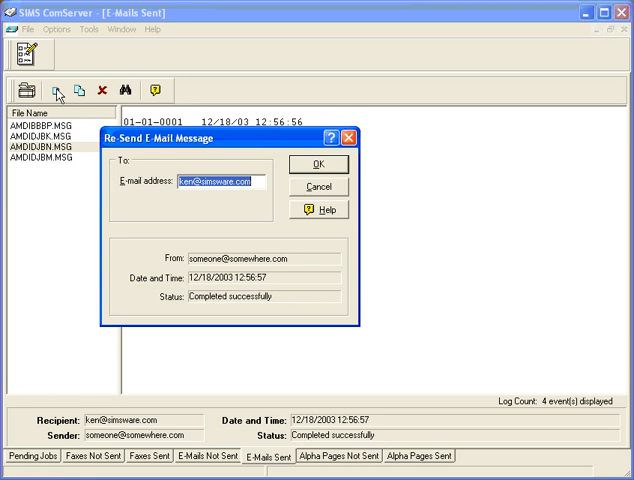 SIMS ComServer - [E-Mails Sent]
File Options Tools Window Help
File Name
AMDIBBBP.MSG
AMDIDJBK.MSG
AMDIDJBN.MSG
AMDIDJBM.MSG
01-01-0001 12/18/03 12:56:56
Re-Send E-Mail Message
To:
E-mail address: ken@simsware.com
OK
Cancel
Help
From: someone@somewhere.com
Date and Time: 12/18/2003 12:56:57
Status: Completed successfully
Log Count: 4 event(s) displayed
Recipient: ken@simsware.com Date and Time: 12/18/2003 12:56:57
Sender: someone@somewhere.com Status: Completed successfully
Pending Jobs Faxes Not Sent Faxes Sent E-Mails Not Sent E-Mails Sent Alpha Pages Not Sent Alpha Pages Sent